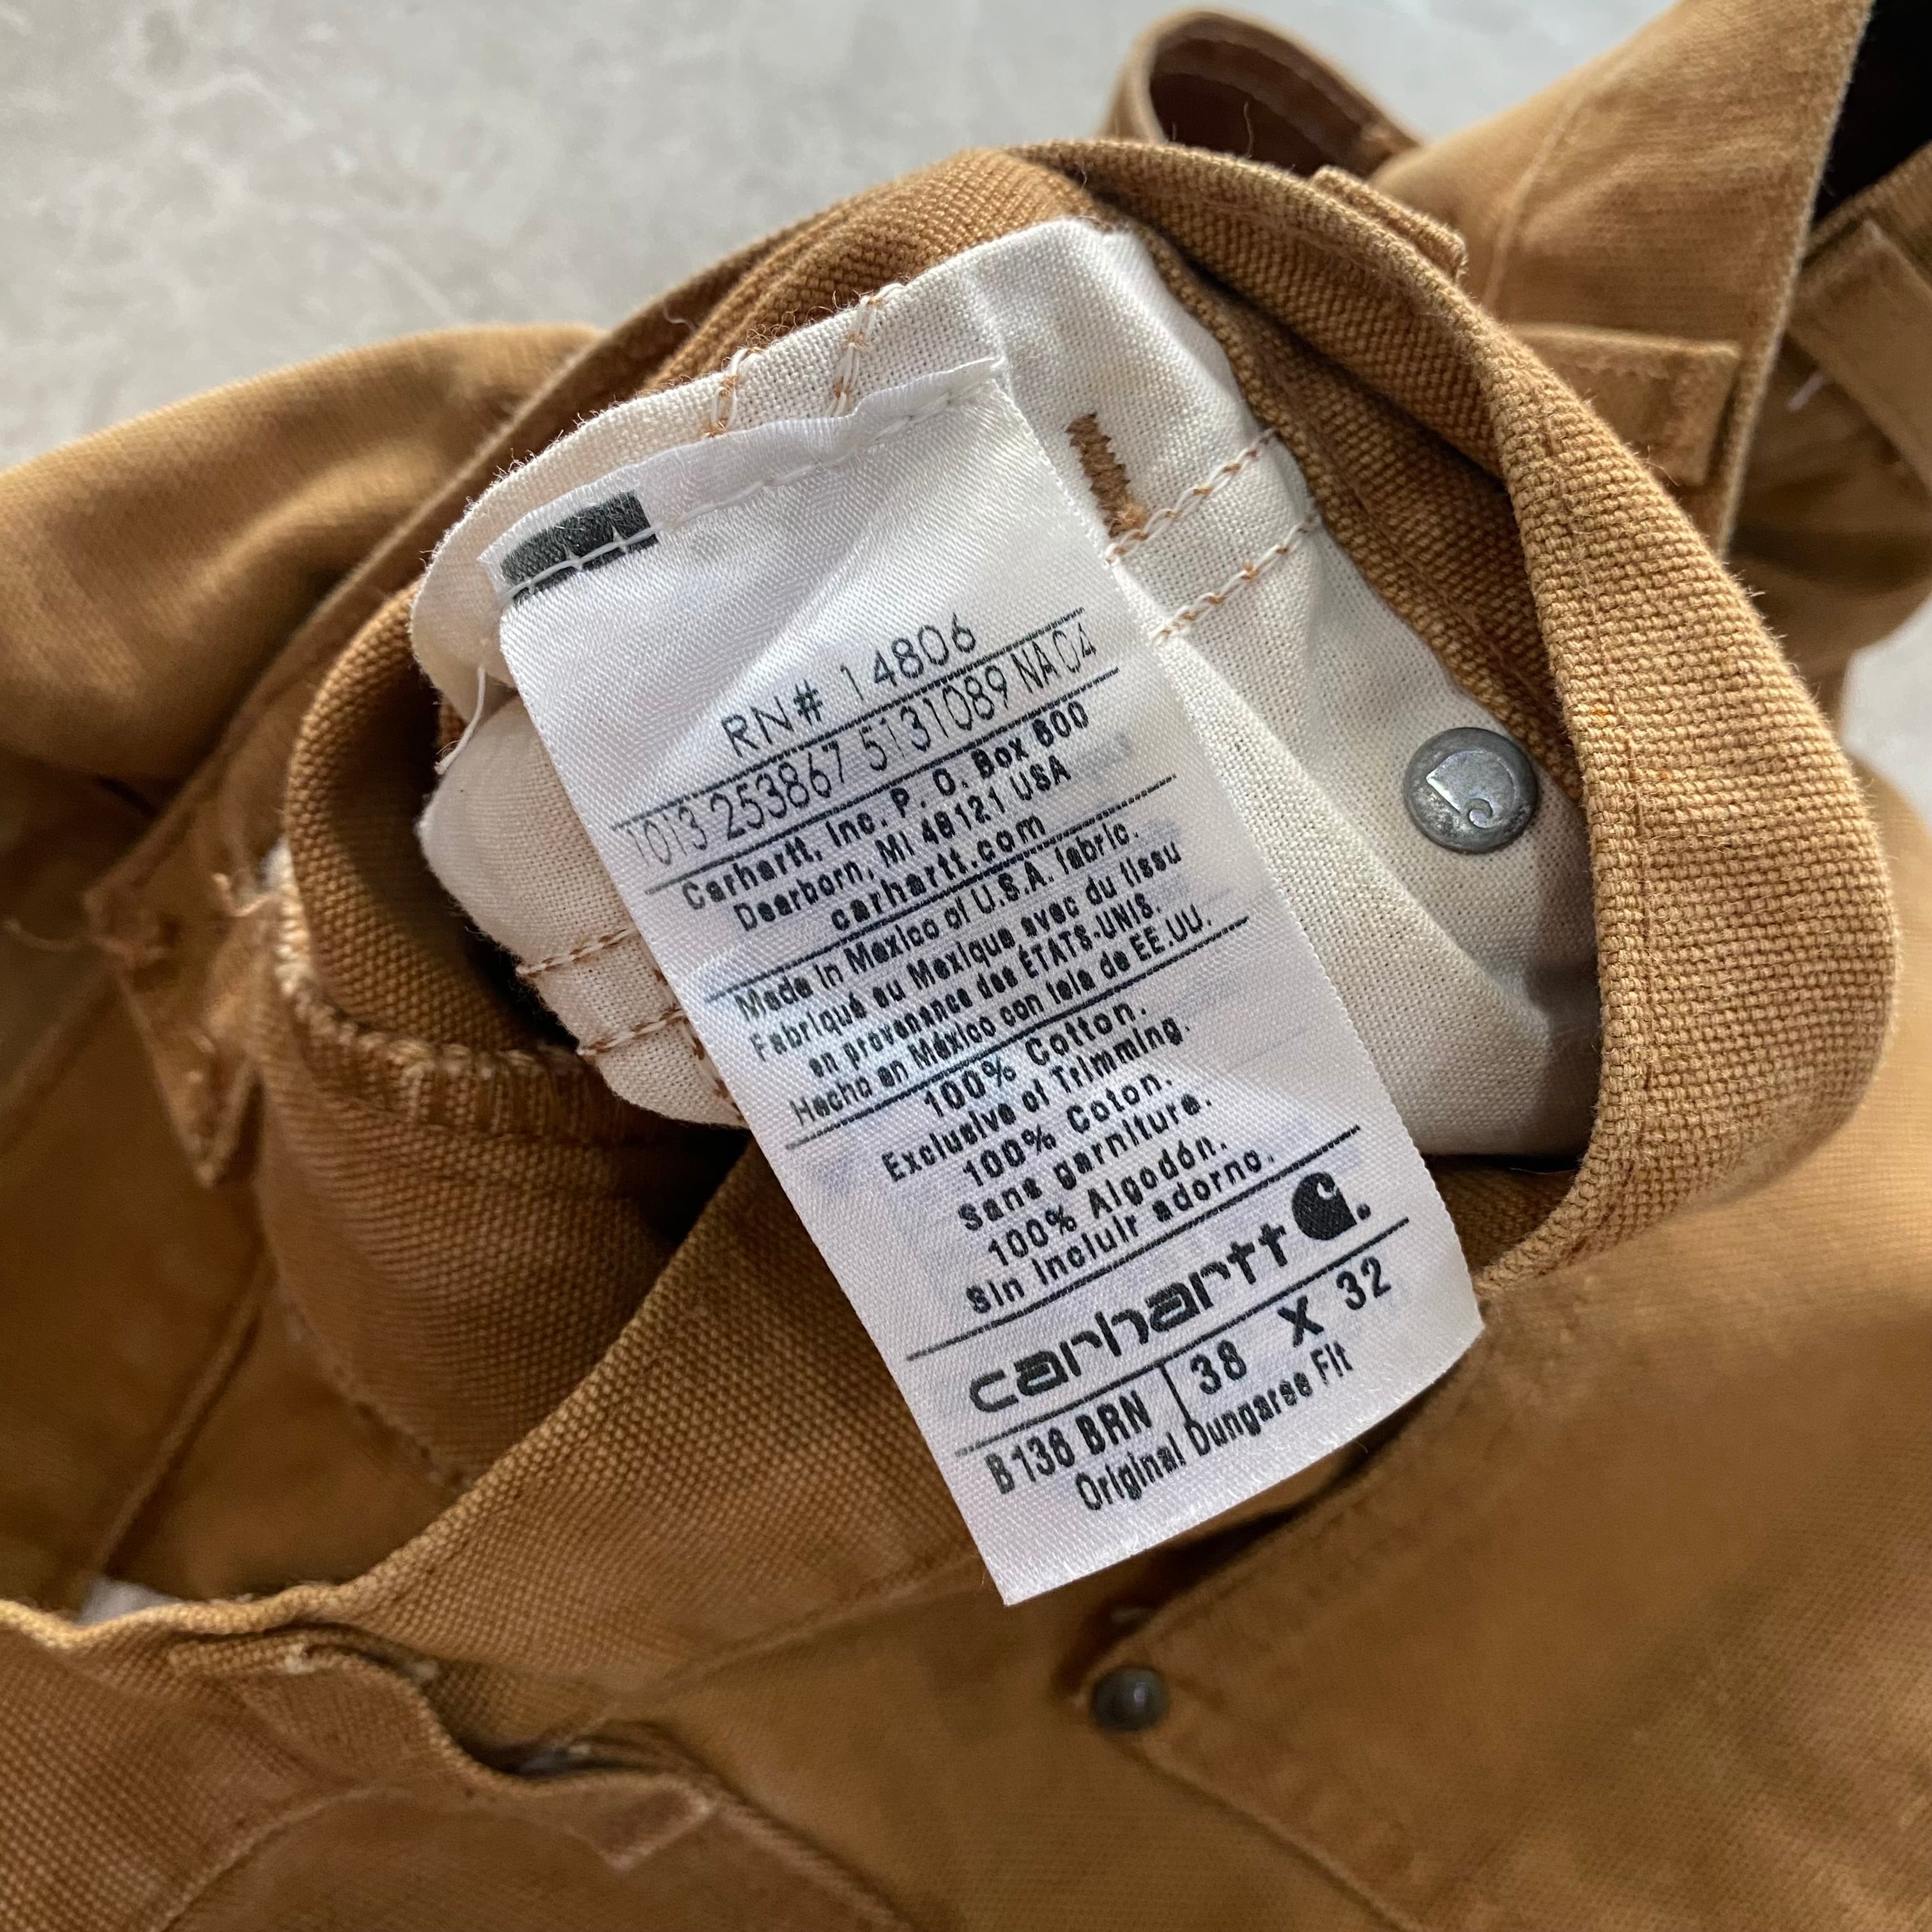 RN# 14806
1013 253867 5131089 NA04
Carhartt, Inc. P. O. Box 600
Dearborn, MI 48121 USA
carhartt.com
Made in Mexico of U.S.A. fabric.
Fabriqué au Mexique avec du tissu
en provenance des ÉTATS-UNIS.
Hecho en México con tela de EE.UU.
100% Cotton.
Exclusive of Trimming.
100% Coton.
Sans garniture.
100% Algodón.
Sin incluir adorno.
carhartt
B136 BRN 38 X 32
Original Dungaree Fit